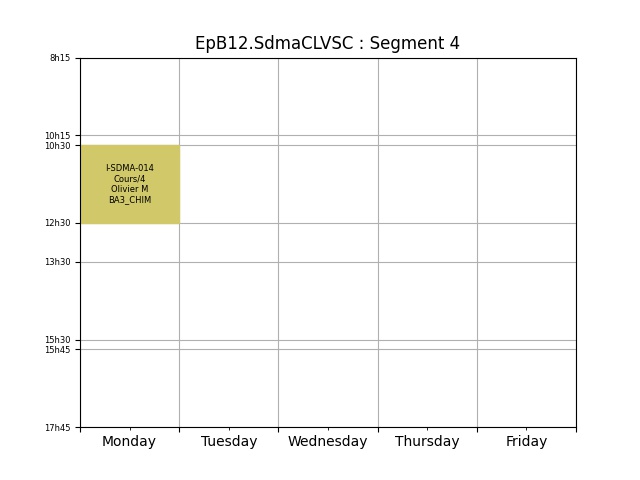 EpB12.SdmaCLVSC : Segment 4
8h15
10h15
10h30
I-SDMA-014
Cours/4
Olivier M
BA3_CHIM
12h30
13h30
15h30
15h45
17h45
Monday Tuesday Wednesday Thursday Friday